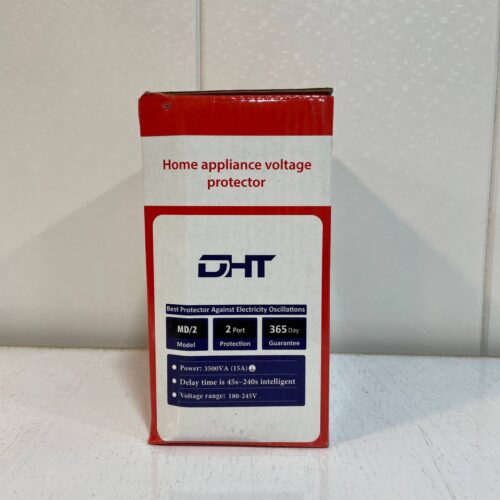 Home appliance voltage
protector
DHT
Best Protector Against Electricity Oscillations
MD/2
Model
2 Port
Protection
365 Day
Guarantee
Power: 3500VA (15A)
Delay time is 45s~240s intelligent
Voltage range: 180-245V